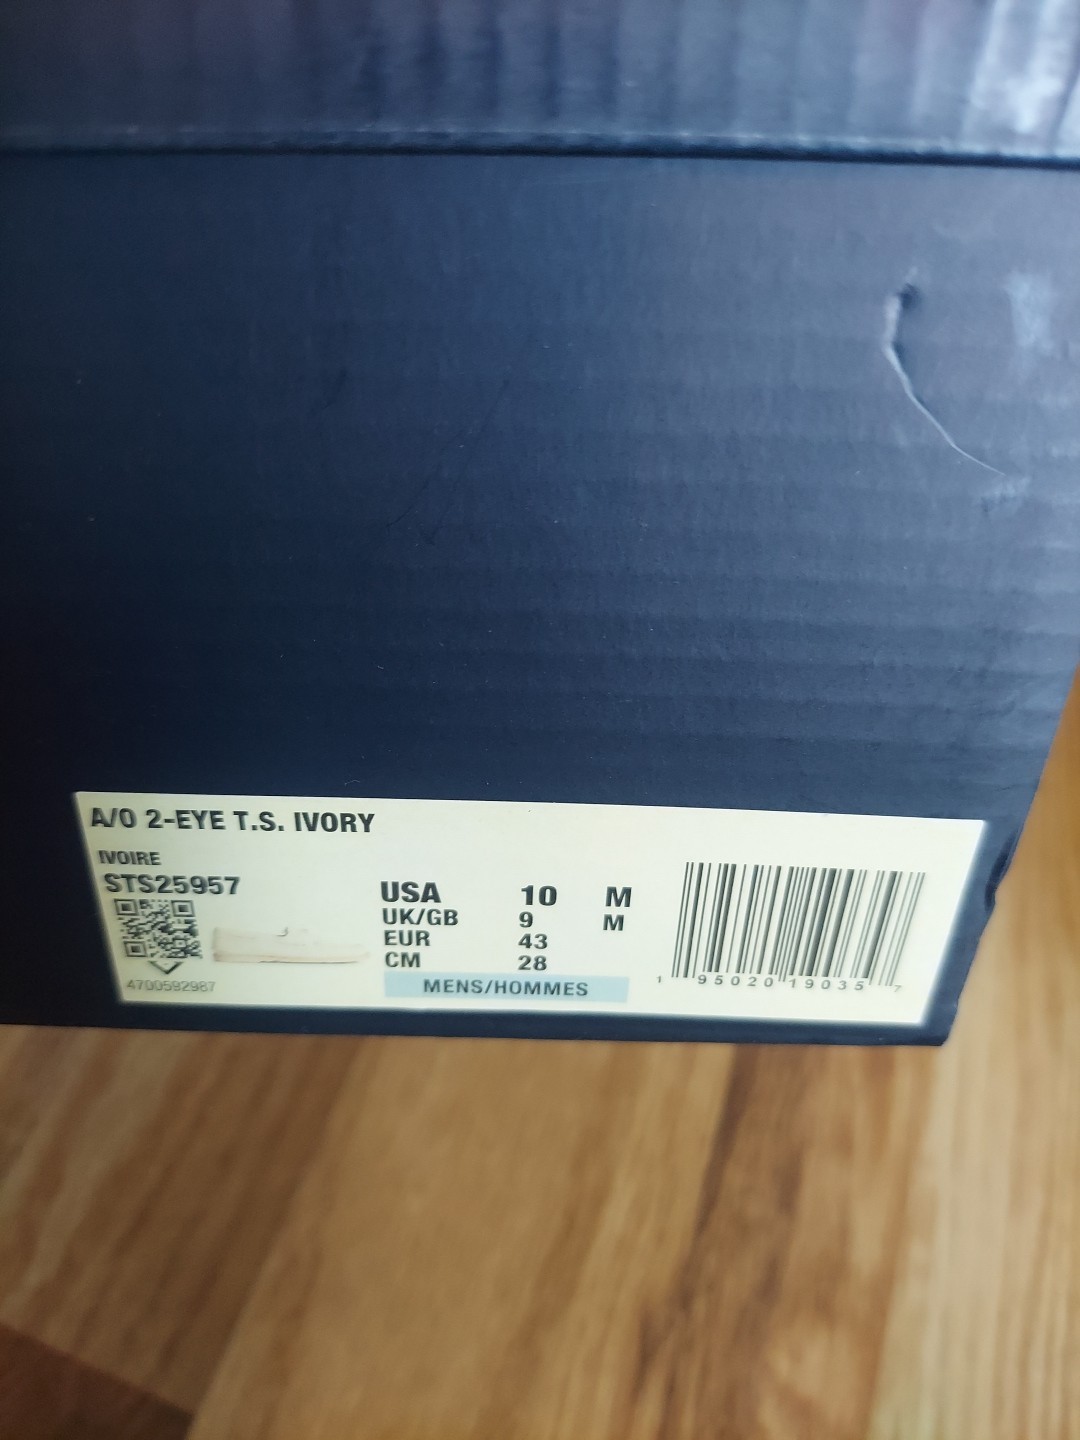 A/O 2-EYE T.S. IVORY
IVOIRE
STS25957
USA 10 M
UK/GB 9 M
EUR 43
CM 28
MENS/HOMMES
4700592987
1 95020 19035 7